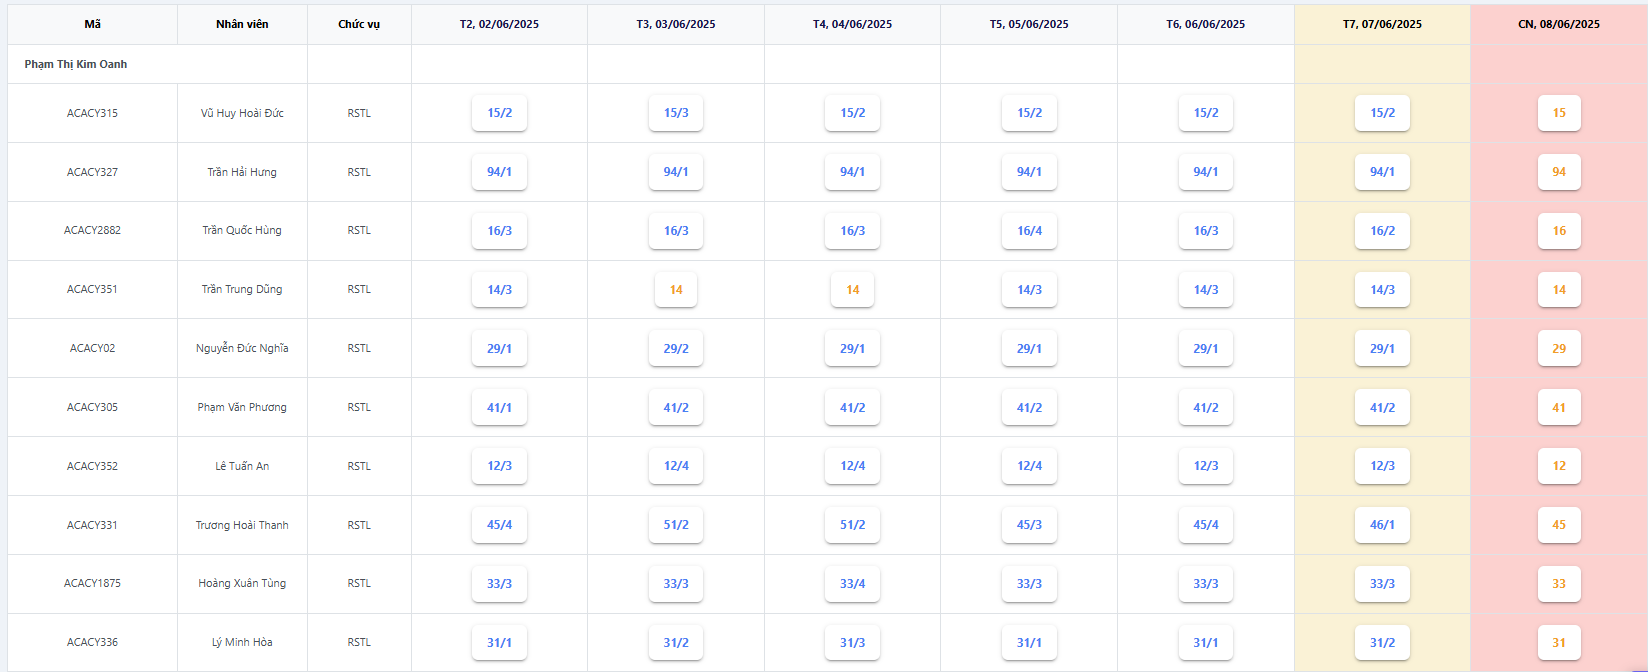 Mã Nhân viên Chức vụ T2, 02/06/2025 T3, 03/06/2025 T4, 04/06/2025 T5, 05/06/2025 T6, 06/06/2025 T7, 07/06/2025 CN, 08/06/2025
Phạm Thị Kim Oanh
ACACY315 Vũ Huy Hoài Đức RSTL 15/2 15/3 15/2 15/2 15/2 15/2 15
ACACY327 Trần Hải Hưng RSTL 94/1 94/1 94/1 94/1 94/1 94/1 94
ACACY2882 Trần Quốc Hùng RSTL 16/3 16/3 16/3 16/4 16/3 16/2 16
ACACY351 Trần Trung Dũng RSTL 14/3 14 14 14/3 14/3 14/3 14
ACACY02 Nguyễn Đức Nghĩa RSTL 29/1 29/2 29/1 29/1 29/1 29/1 29
ACACY305 Phạm Văn Phương RSTL 41/1 41/2 41/2 41/2 41/2 41/2 41
ACACY352 Lê Tuấn An RSTL 12/3 12/4 12/4 12/4 12/3 12/3 12
ACACY331 Trương Hoài Thanh RSTL 45/4 51/2 51/2 45/3 45/4 46/1 45
ACACY1875 Hoàng Xuân Tùng RSTL 33/3 33/3 33/4 33/3 33/3 33/3 33
ACACY336 Lý Minh Hòa RSTL 31/1 31/2 31/3 31/1 31/1 31/2 31